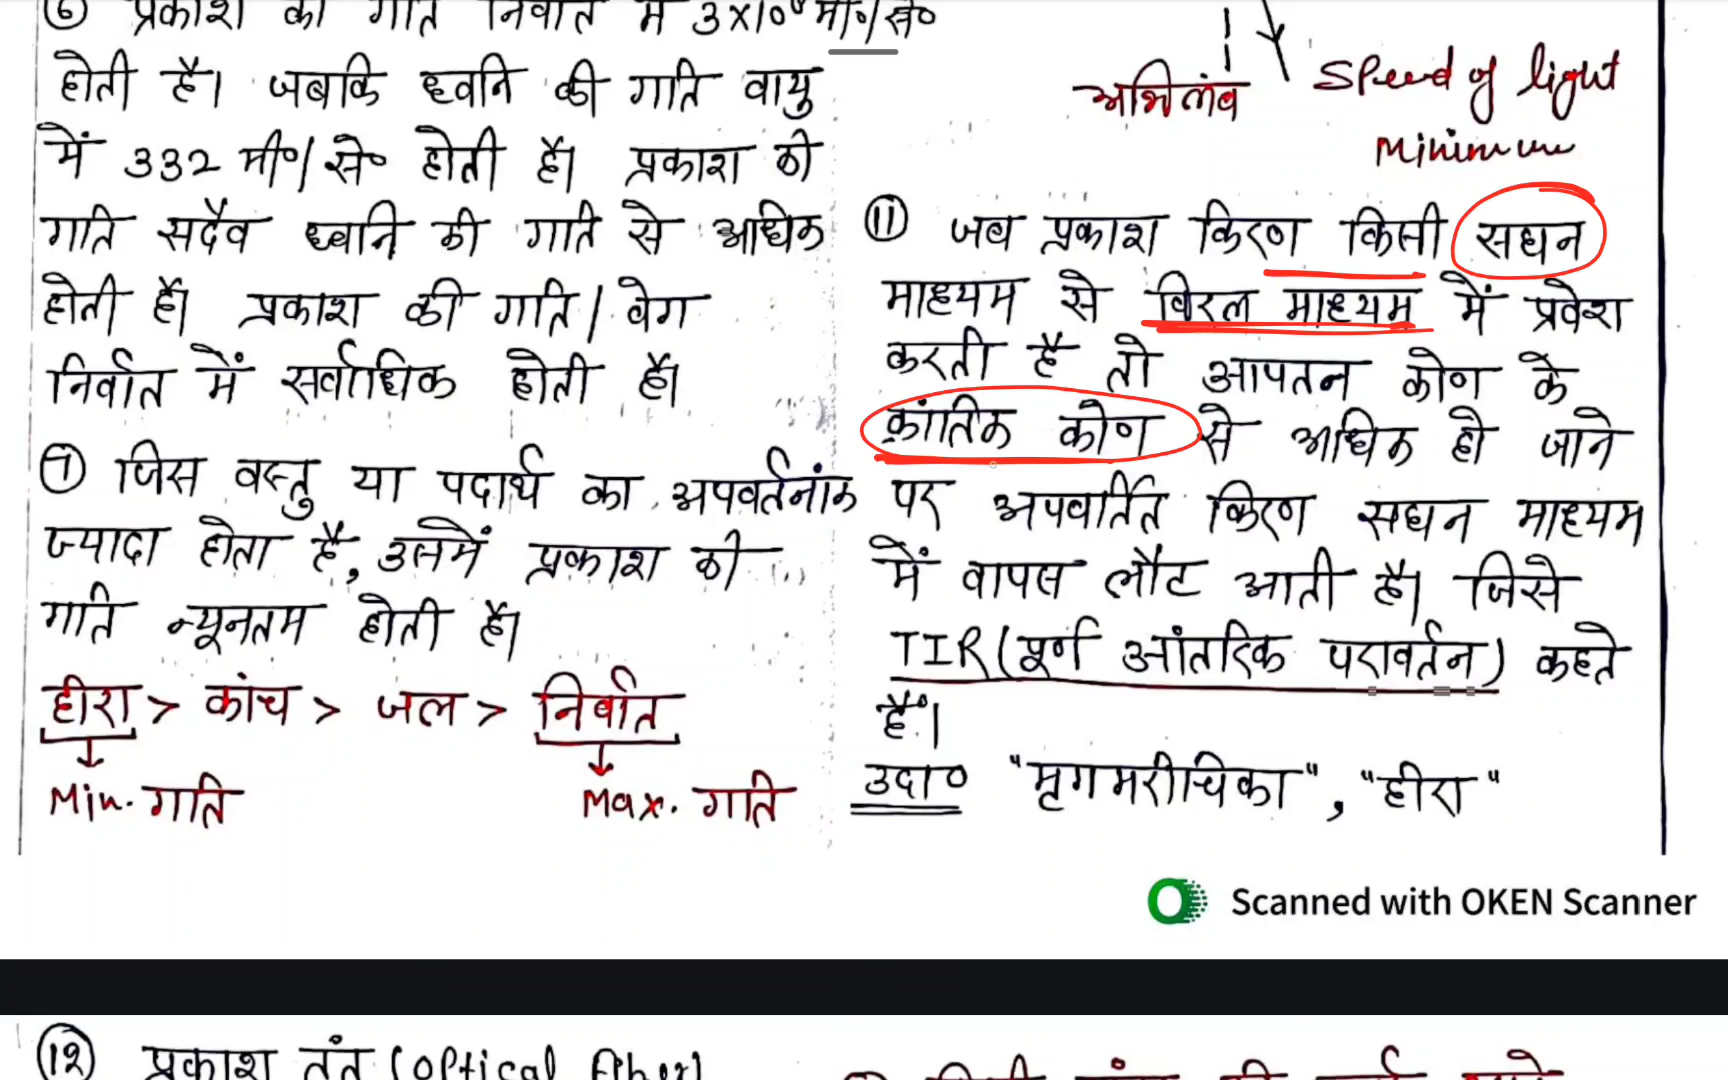 ⑥ प्रकाश की गति निर्वात में 3×10⁸ मी०/से०
होती है। जबकि ध्वनि की गति वायु
में 332 मी०/से० होती है। प्रकाश की
गति सदैव ध्वनि की गति से अधिक
होती है। प्रकाश की गति/वेग
निर्वात में सर्वाधिक होती है।
⑦ जिस वस्तु या पदार्थ का अपवर्तनांक
ज्यादा होता है, उसमें प्रकाश की
गति न्यूनतम होती है।
हीरा > कांच > जल > निर्वात
Min. गति Max. गति
अभिलंब
Speed of light
Minimum
⑪ जब प्रकाश किरण किसी सघन
माध्यम से विरल माध्यम में प्रवेश
करती है तो आपतन कोण के
क्रांतिक कोण से अधिक हो जाने
पर अपवर्तित किरण सघन माध्यम
में वापस लौट आती है। जिसे
TIR (पूर्ण आंतरिक परावर्तन) कहते
हैं।
उदा० "मृगमरीचिका", "हीरा"
Scanned with OKEN Scanner
⑫ प्रकाश तंतु (Optical Fiber)